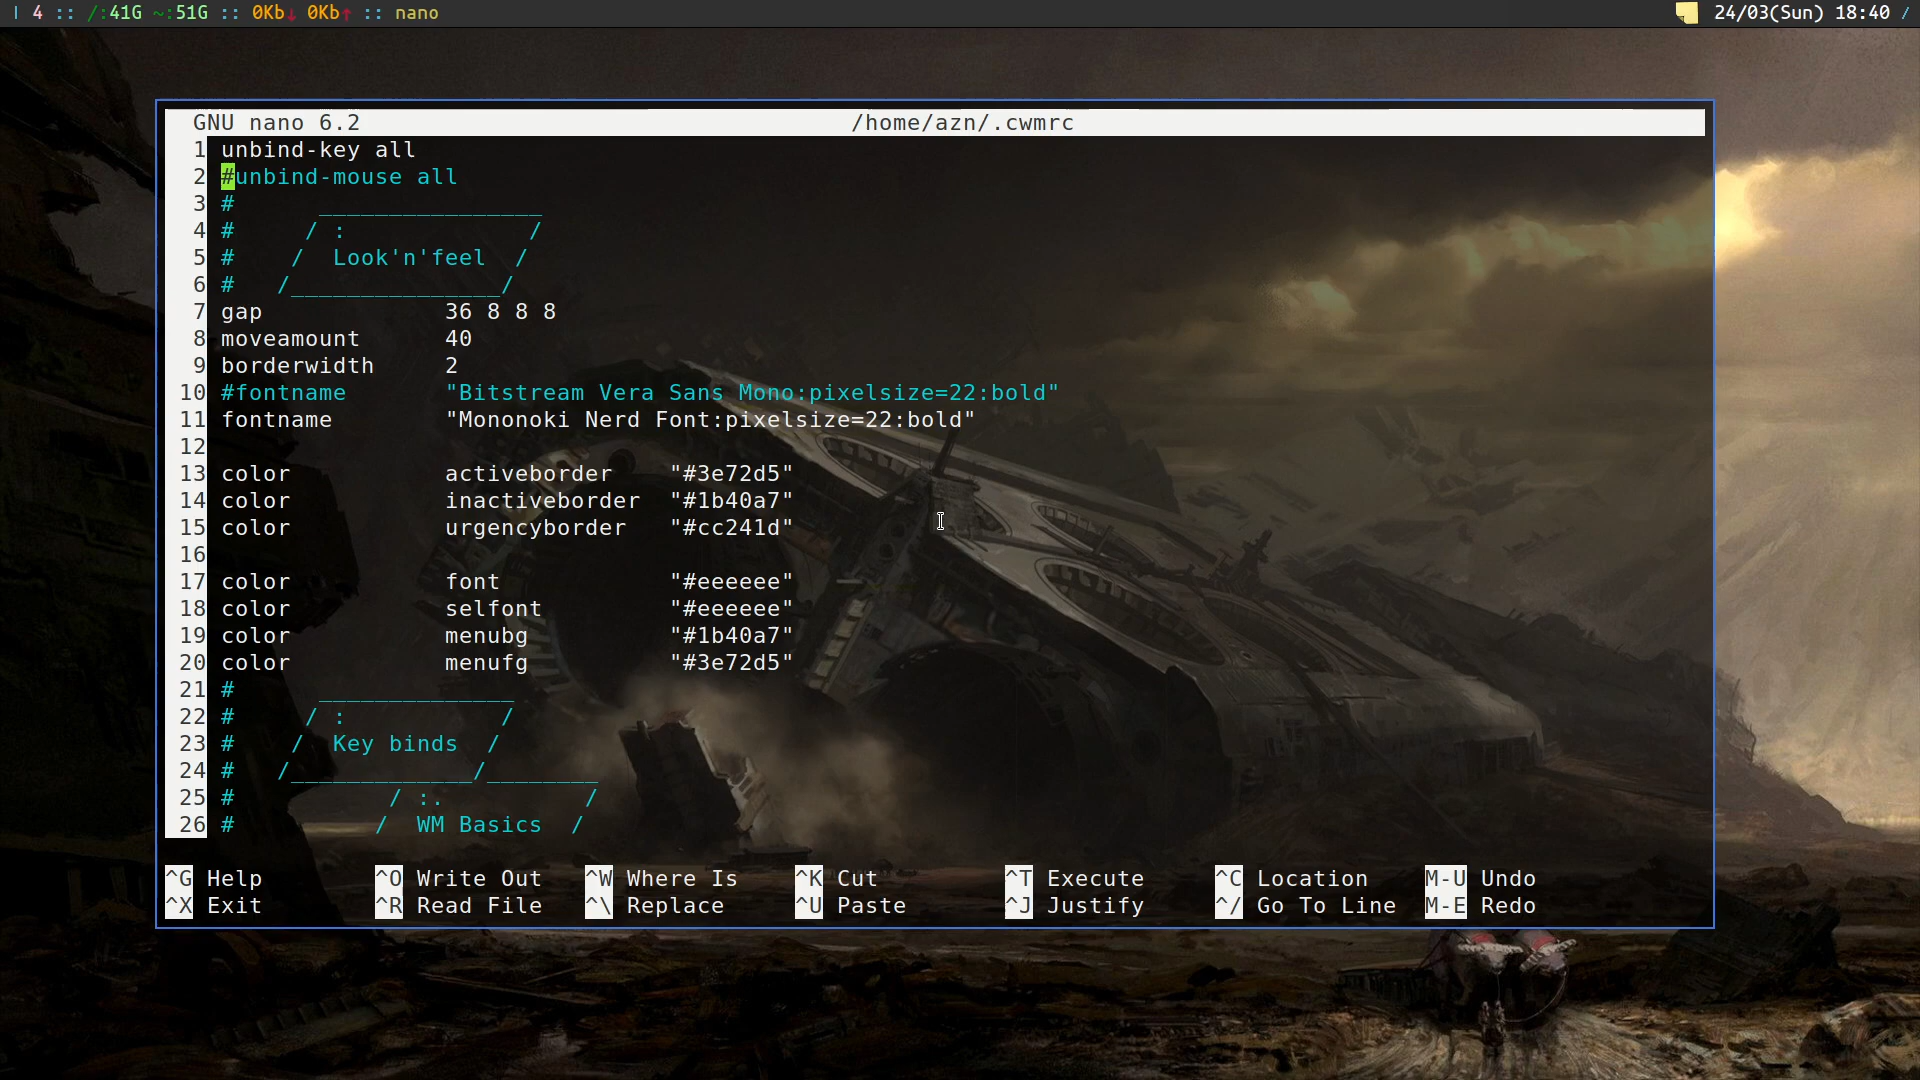 | 4 :: /:41G ~:51G :: 0Kb↓ 0Kb↑ :: nano 24/03(Sun) 18:40 /
GNU nano 6.2 /home/azn/.cwmrc
1 unbind-key all
2 #unbind-mouse all
3 #      ________________
4 #     / :             /
5 #    /  Look'n'feel  /
6 #   /_______________/
7 gap             36 8 8 8
8 moveamount      40
9 borderwidth     2
10 #fontname       "Bitstream Vera Sans Mono:pixelsize=22:bold"
11 fontname        "Mononoki Nerd Font:pixelsize=22:bold"
12
13 color           activeborder    "#3e72d5"
14 color           inactiveborder  "#1b40a7"
15 color           urgencyborder   "#cc241d"
16
17 color           font            "#eeeeee"
18 color           selfont         "#eeeeee"
19 color           menubg          "#1b40a7"
20 color           menufg          "#3e72d5"
21 #      ______________
22 #     / :           /
23 #    /  Key binds  /
24 #   /_____________/________
25 #           / :.          /
26 #          /  WM Basics  /
^G Help ^O Write Out ^W Where Is ^K Cut ^T Execute ^C Location M-U Undo
^X Exit ^R Read File ^\ Replace ^U Paste ^J Justify ^/ Go To Line M-E Redo